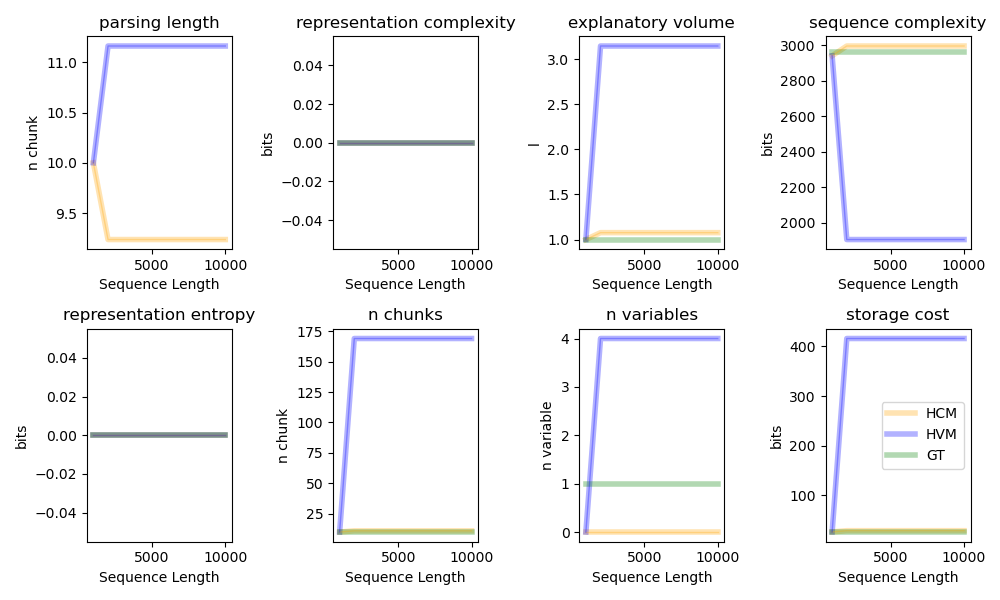 parsing length
n chunk
11.0
10.5
10.0
9.5
5000
10000
Sequence Length
representation complexity
bits
0.04
0.02
0.00
−0.02
−0.04
5000
10000
Sequence Length
explanatory volume
l
3.0
2.5
2.0
1.5
1.0
5000
10000
Sequence Length
sequence complexity
bits
3000
2800
2600
2400
2200
2000
5000
10000
Sequence Length
representation entropy
bits
0.04
0.02
0.00
−0.02
−0.04
5000
10000
Sequence Length
n chunks
n chunk
175
150
125
100
75
50
25
5000
10000
Sequence Length
n variables
n variable
4
3
2
1
0
5000
10000
Sequence Length
storage cost
bits
400
300
200
100
HCM
HVM
GT
5000
10000
Sequence Length